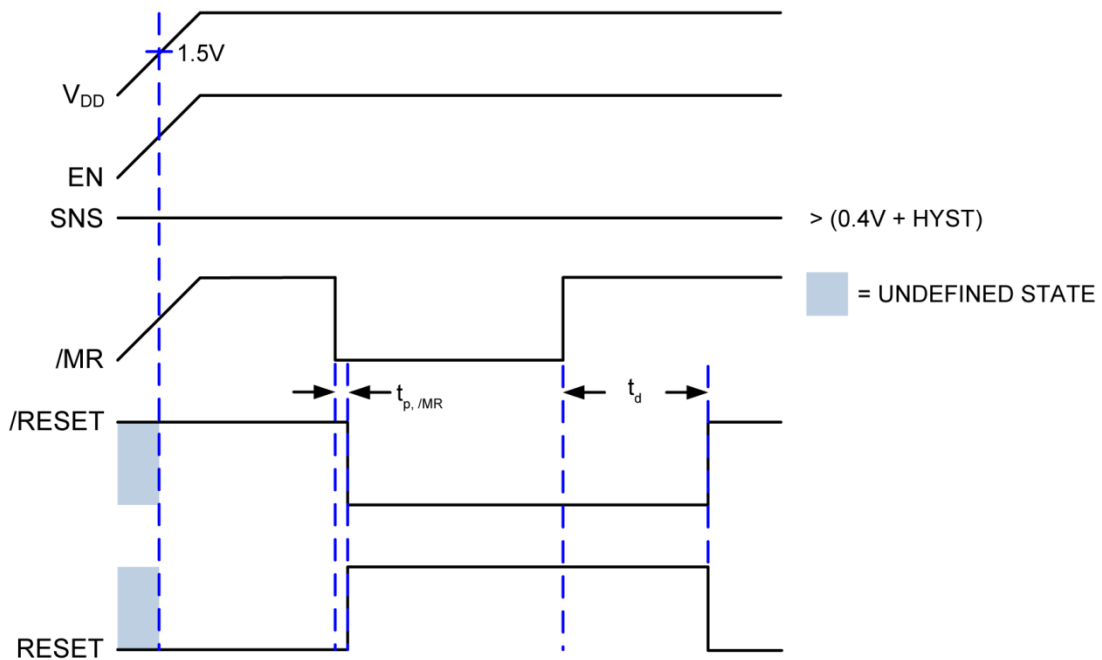 1.5V
VDD
EN
SNS
> (0.4V + HYST)
= UNDEFINED STATE
/MR
tp, /MR
td
/RESET
RESET